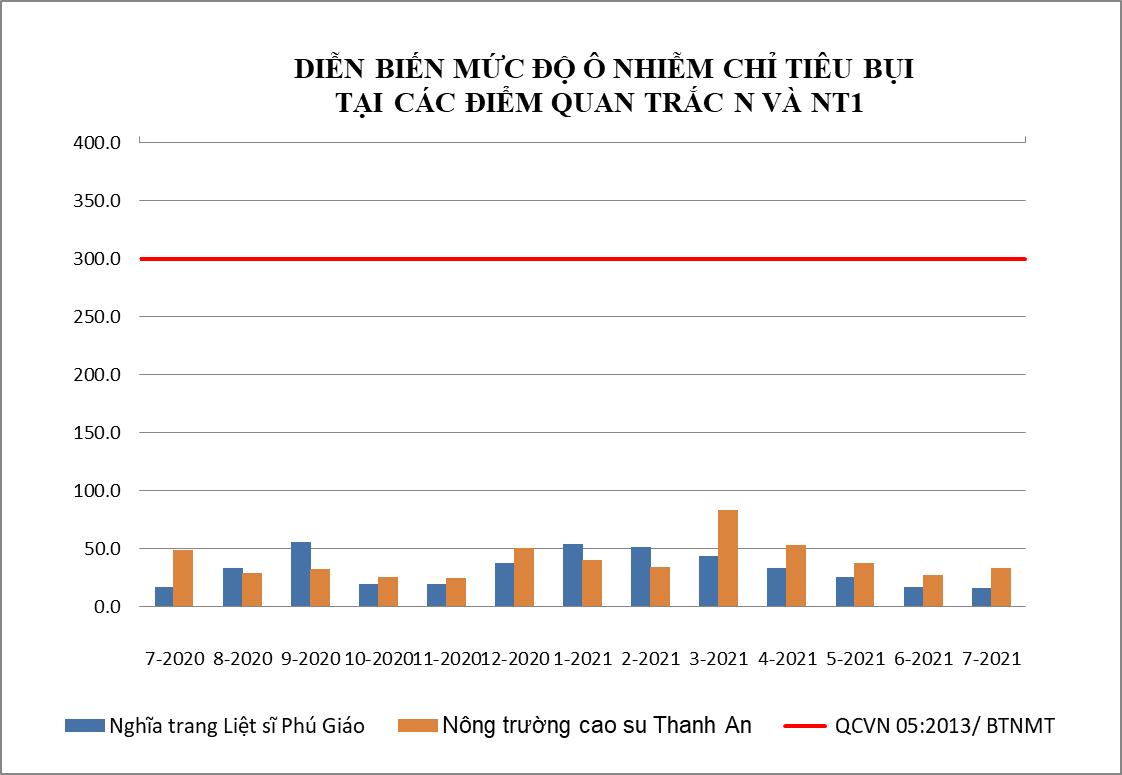 DIỄN BIẾN MỨC ĐỘ Ô NHIỄM CHỈ TIÊU BỤI
TẠI CÁC ĐIỂM QUAN TRẮC N VÀ NT1
400.0
350.0
300.0
250.0
200.0
150.0
100.0
50.0
0.0
7-2020 8-2020 9-2020 10-2020 11-2020 12-2020 1-2021 2-2021 3-2021 4-2021 5-2021 6-2021 7-2021
Nghĩa trang Liệt sĩ Phú Giáo Nông trường cao su Thanh An QCVN 05:2013/ BTNMT